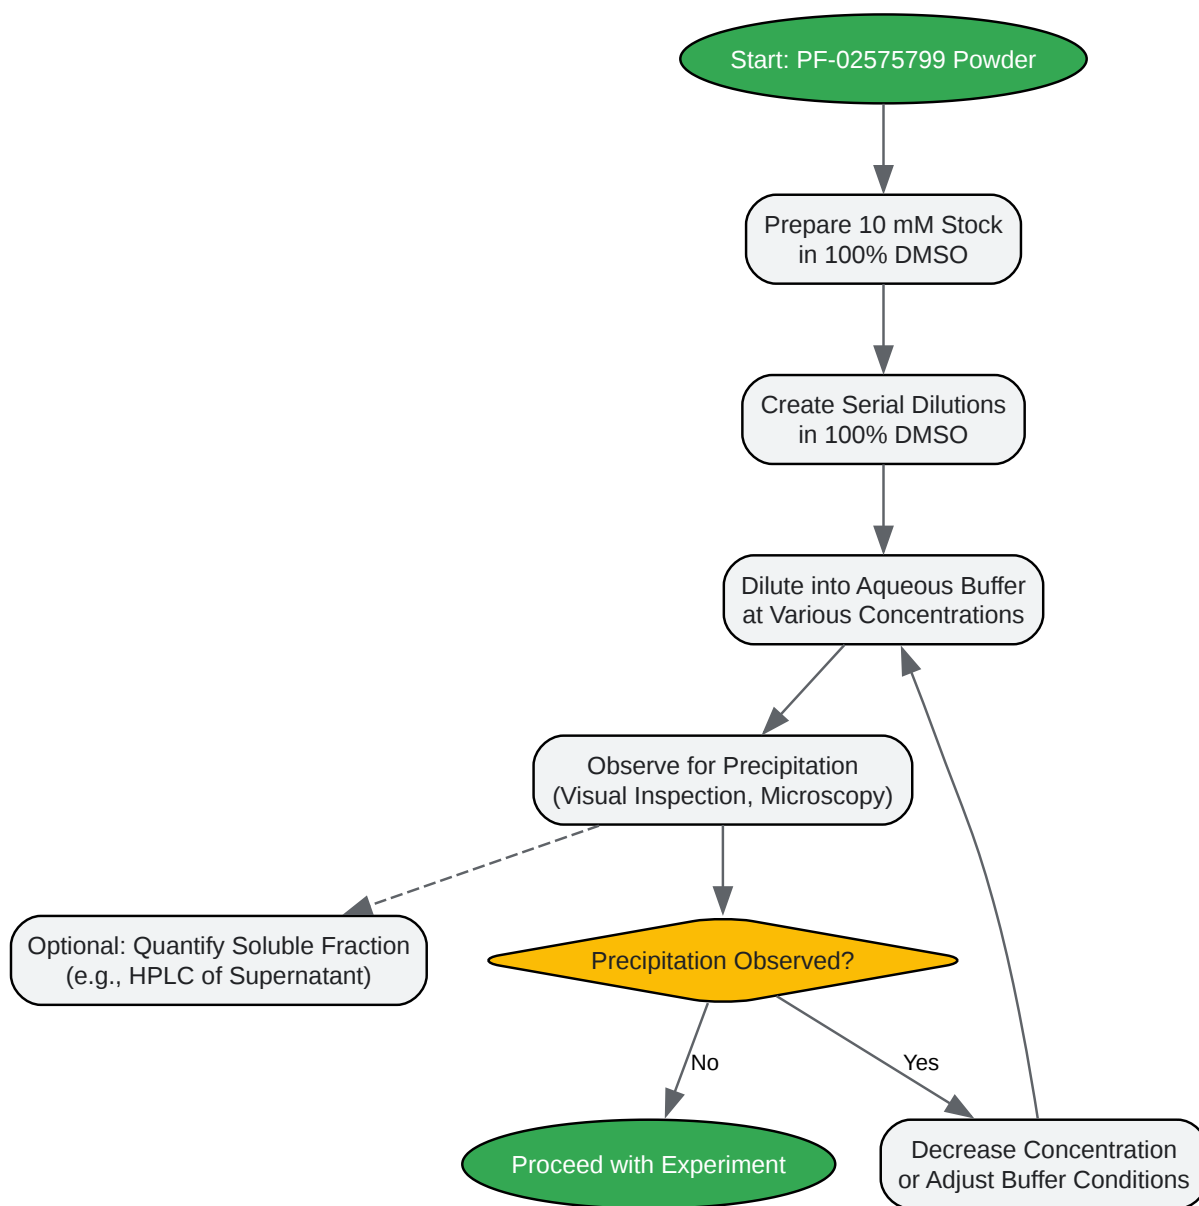 Start: PF-02575799 Powder
Prepare 10 mM Stock
in 100% DMSO
Create Serial Dilutions
in 100% DMSO
Dilute into Aqueous Buffer
at Various Concentrations
Observe for Precipitation
(Visual Inspection, Microscopy)
Optional: Quantify Soluble Fraction
(e.g., HPLC of Supernatant)
Precipitation Observed?
No
Yes
Proceed with Experiment
Decrease Concentration
or Adjust Buffer Conditions